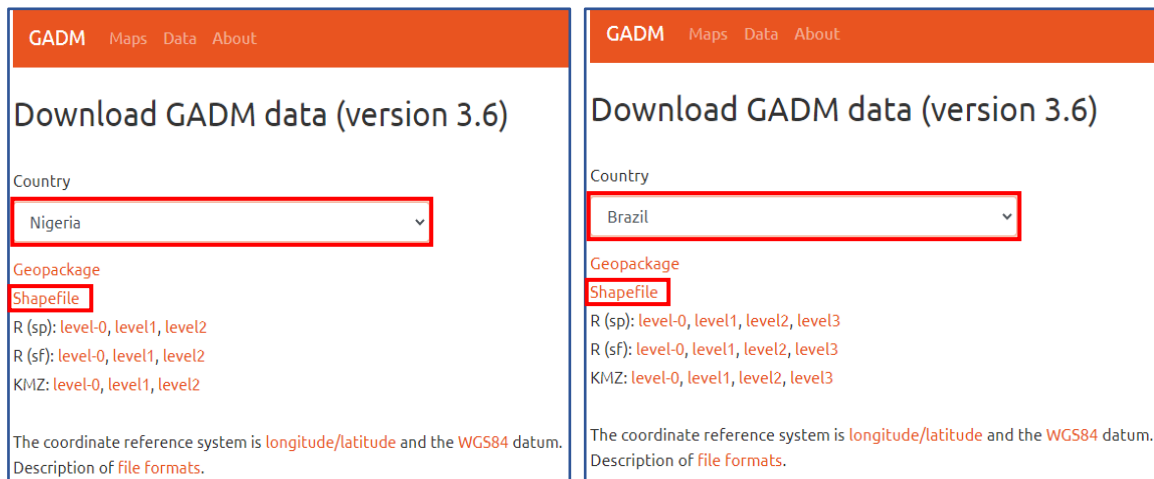 GADM Maps Data About
Download GADM data (version 3.6)
Country
Nigeria
Geopackage
Shapefile
R (sp): level-0, level1, level2
R (sf): level-0, level1, level2
KMZ: level-0, level1, level2
The coordinate reference system is longitude/latitude and the WGS84 datum.
Description of file formats.
GADM Maps Data About
Download GADM data (version 3.6)
Country
Brazil
Geopackage
Shapefile
R (sp): level-0, level1, level2, level3
R (sf): level-0, level1, level2, level3
KMZ: level-0, level1, level2, level3
The coordinate reference system is longitude/latitude and the WGS84 datum.
Description of file formats.